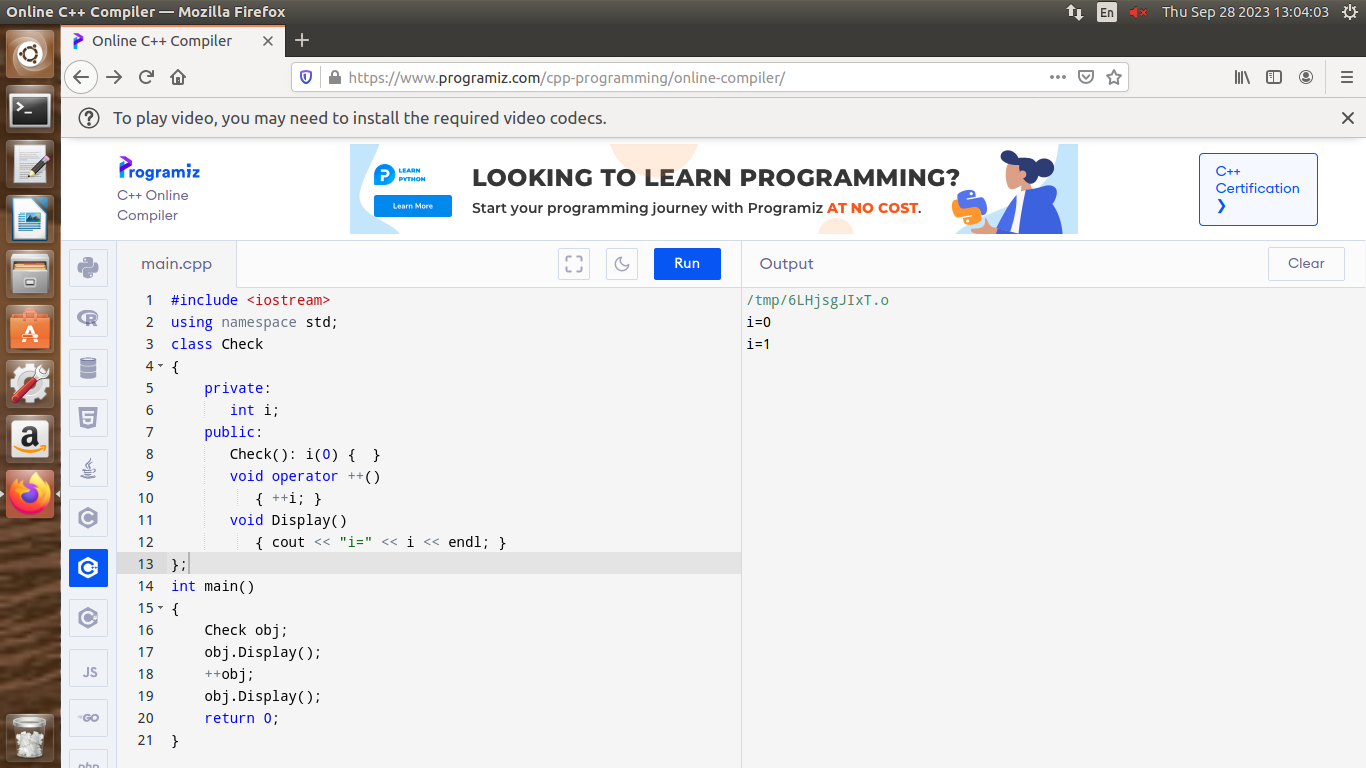 Online C++ Compiler — Mozilla Firefox
En
Thu Sep 28 2023 13:04:03
Online C++ Compiler
https://www.programiz.com/cpp-programming/online-compiler/
To play video, you may need to install the required video codecs.
Programiz
C++ Online
Compiler
LEARN
PYTHON
Learn More
LOOKING TO LEARN PROGRAMMING?
Start your programming journey with Programiz AT NO COST.
C++
Certification
❯
main.cpp
Run
Output
Clear
1 #include <iostream>
2 using namespace std;
3 class Check
4 {
5 private:
6 int i;
7 public:
8 Check(): i(0) {  }
9 void operator ++()
10 { ++i; }
11 void Display()
12 { cout << "i=" << i << endl; }
13 };
14 int main()
15 {
16 Check obj;
17 obj.Display();
18 ++obj;
19 obj.Display();
20 return 0;
21 }
/tmp/6LHjsgJIxT.o
i=0
i=1
JS
GO
php